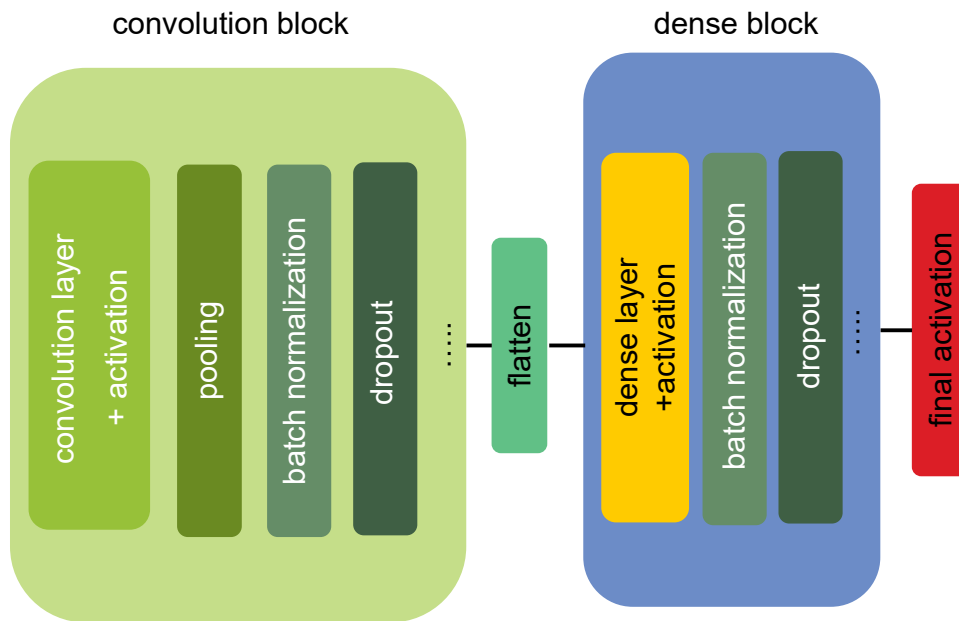 convolution block
dense block
convolution layer
+ activation
pooling
batch normalization
dropout
.....
flatten
dense layer
+activation
batch normalization
dropout
.....
final activation